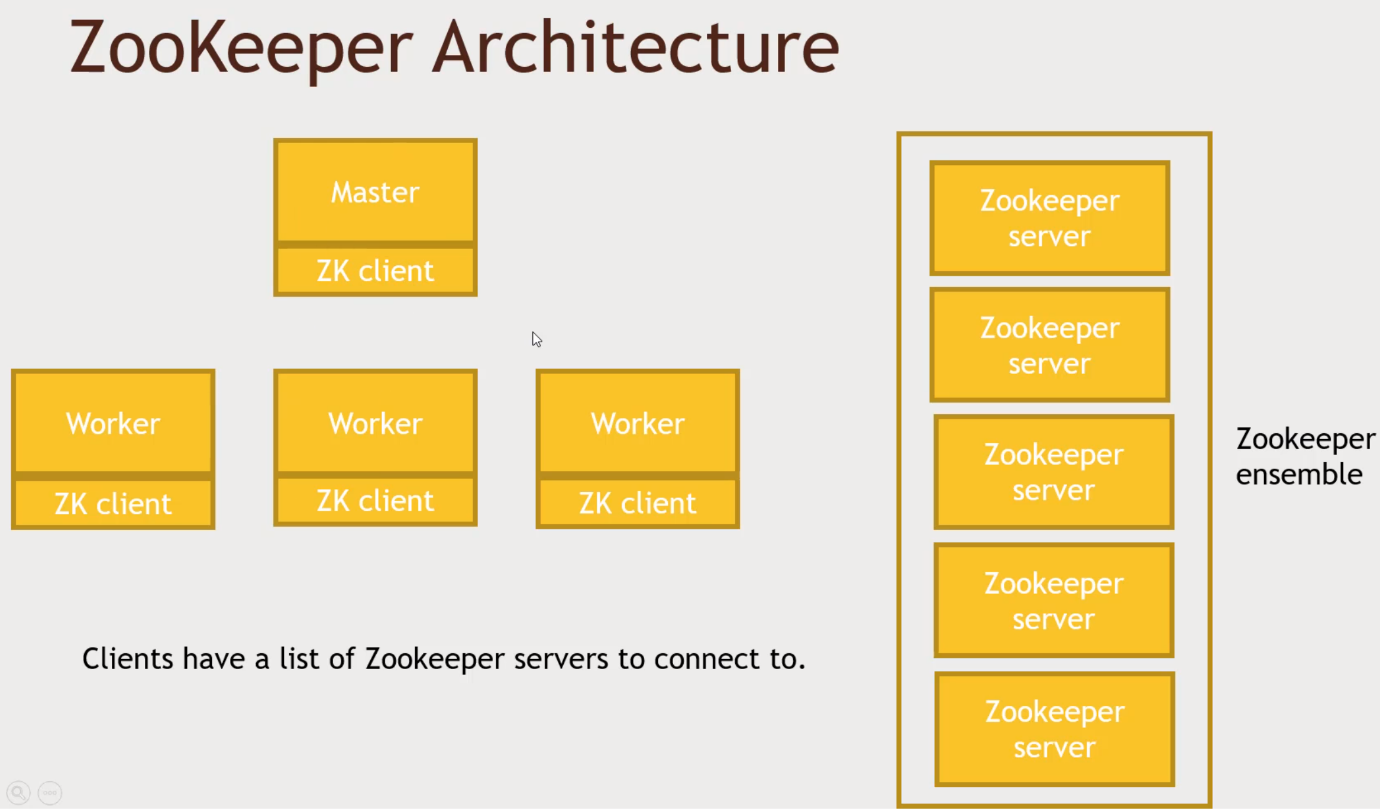 ZooKeeper Architecture
Master
ZK client
Worker
ZK client
Worker
ZK client
Worker
ZK client
Clients have a list of Zookeeper servers to connect to.
Zookeeper
server
Zookeeper
server
Zookeeper
server
Zookeeper
server
Zookeeper
server
Zookeeper
ensemble